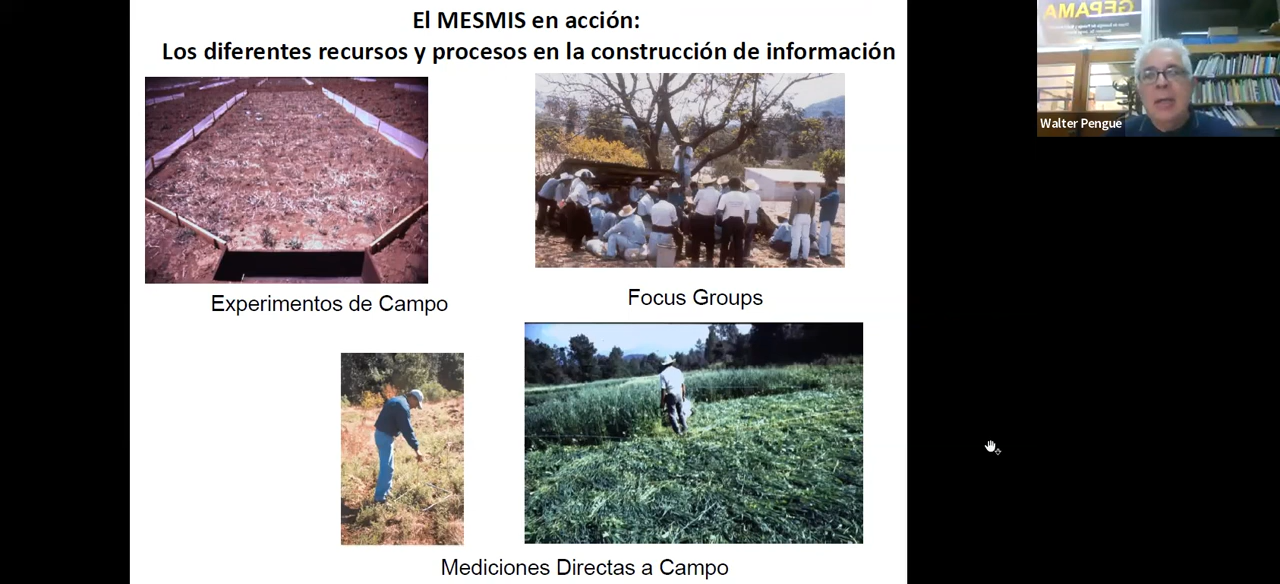 El MESMIS en acción:
Los diferentes recursos y procesos en la construcción de información
GEPAMA
Walter Pengue
Experimentos de Campo
Focus Groups
Mediciones Directas a Campo